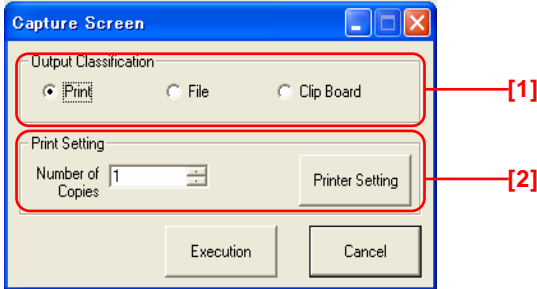 Capture Screen
Output Classification
Print File Clip Board [1]
Print Setting
Number of Copies 1 Printer Setting [2]
Execution Cancel